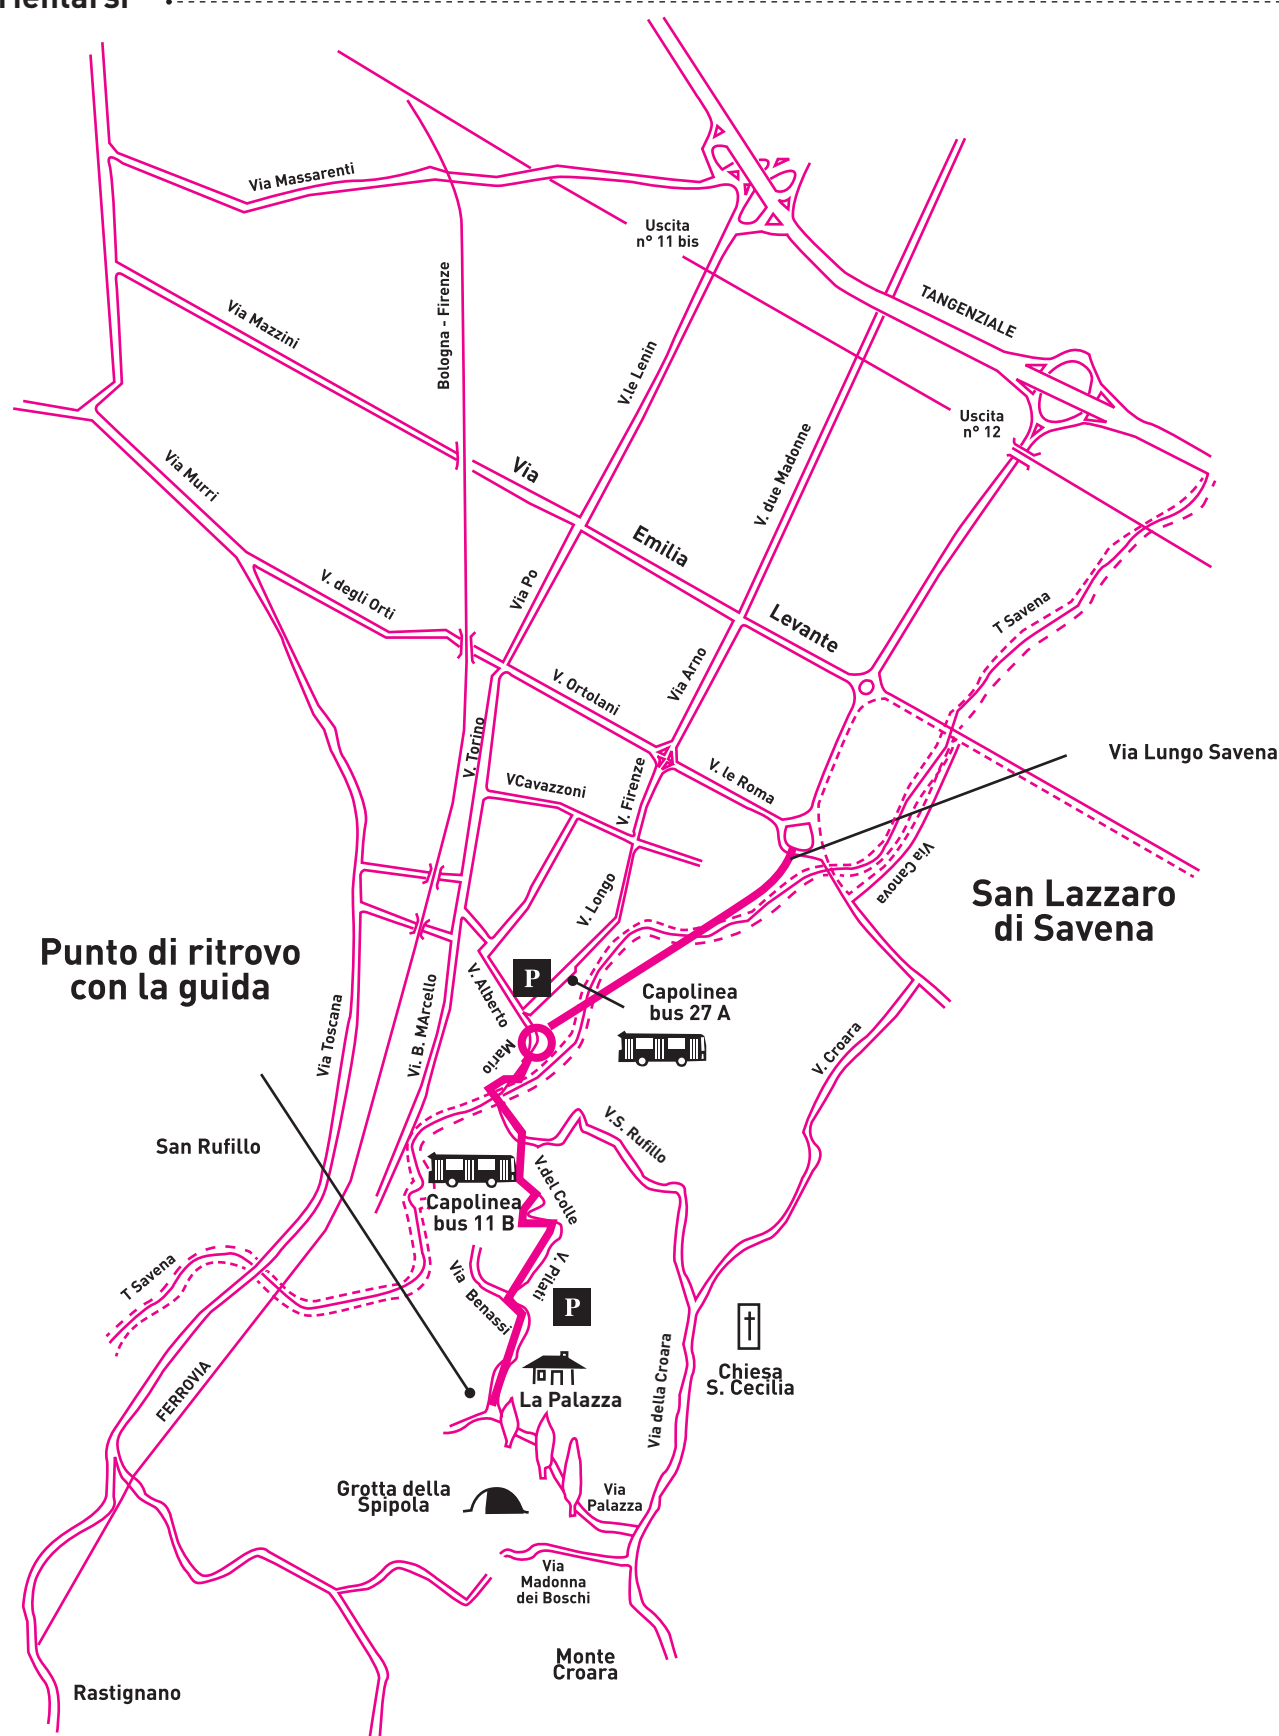 Via Massarenti
Uscita
n° 11 bis
TANGENZIALE
Bologna - Firenze
Via Mazzini
V.le Lenin
Uscita
n° 12
V. due Madonne
Via Murri
Via
Emilia
Levante
V. degli Orti
Via Po
T Savena
Via Arno
V. Ortolani
V. Torino
VCavazzoni
V. Firenze
V. le Roma
Via Lungo Savena
Via Canova
V. Longo
San Lazzaro
di Savena
Punto di ritrovo
con la guida
P
V. Alberto
Mario
Capolinea
bus 27 A
Via Toscana
Vi. B. MArcello
V. Croara
San Rufillo
V.S. Rufillo
V.del Colle
Capolinea
bus 11 B
T Savena
Via
Benassi
V. Pilati
P
FERROVIA
La Palazza
Via della Croara
Chiesa
S. Cecilia
Grotta della
Spipola
Via
Palazza
Via
Madonna
dei Boschi
Monte
Croara
Rastignano